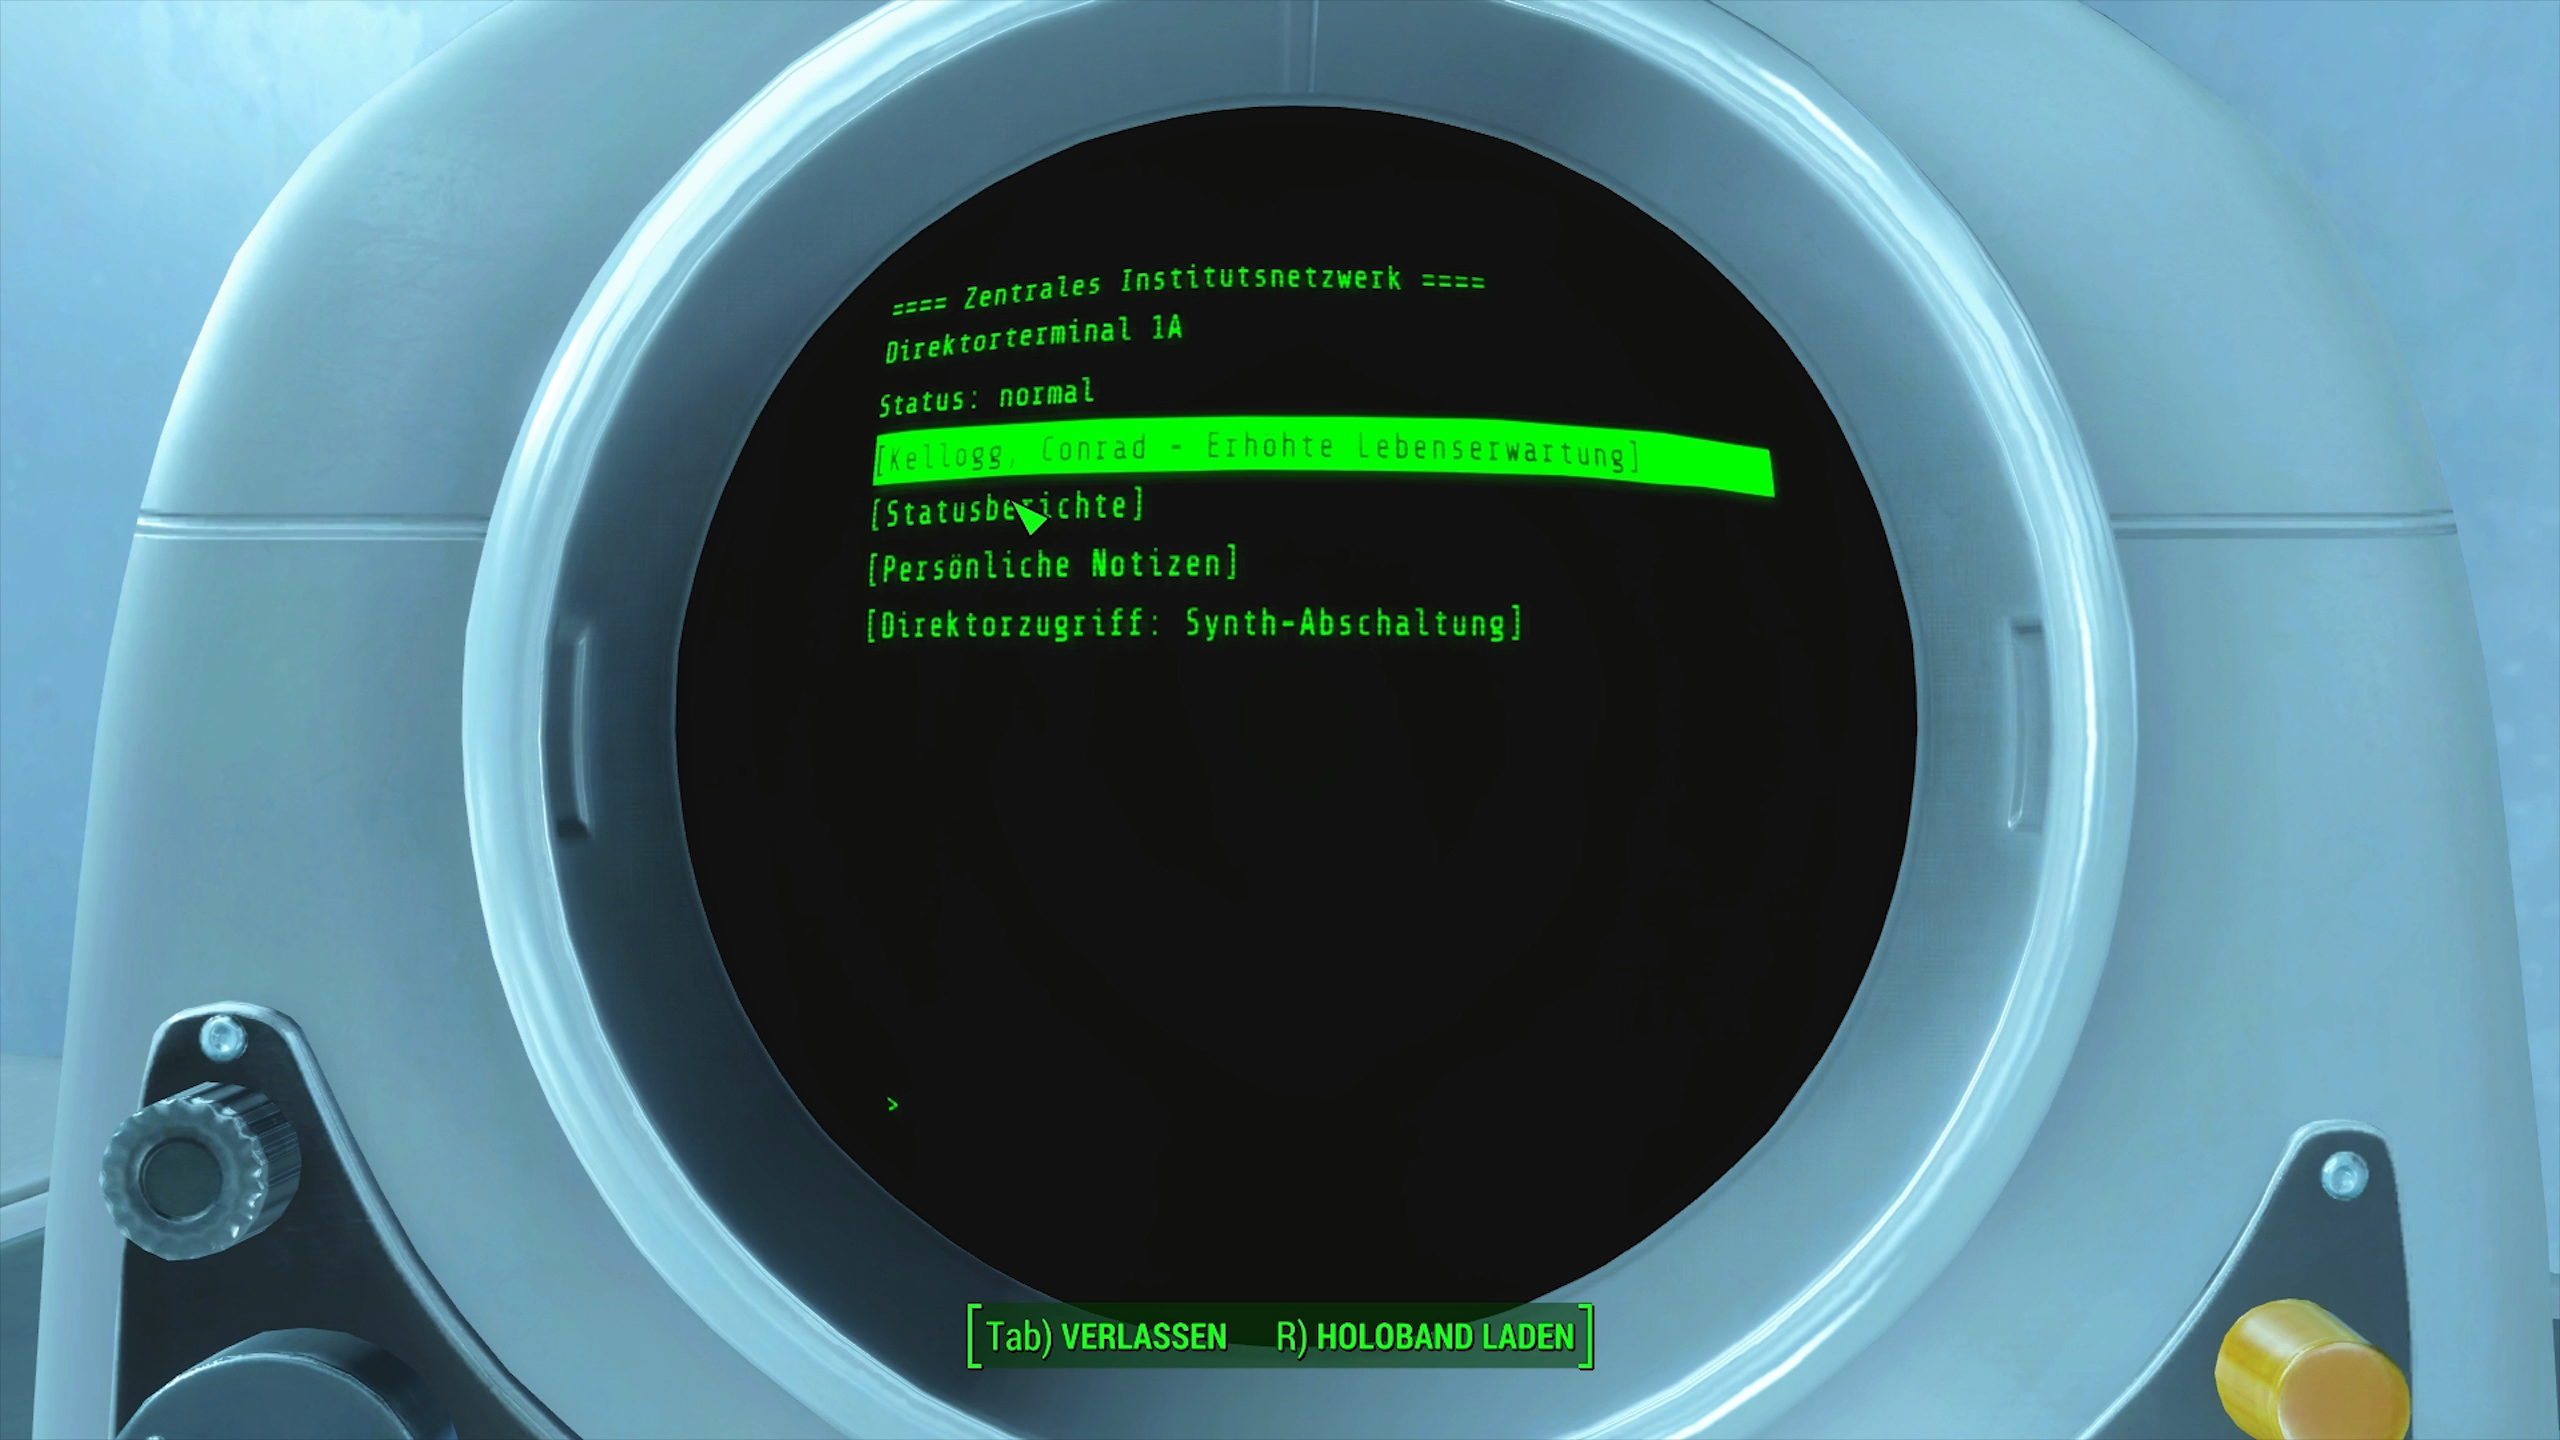 ==== Zentrales Institutsnetzwerk ====
Direktorterminal 1A
Status: normal
[Kellogg, Conrad - Erhöhte Lebenserwartung]
[Statusberichte]
[Persönliche Notizen]
[Direktorzugriff: Synth-Abschaltung]
>
[Tab) VERLASSEN R) HOLOBAND LADEN]